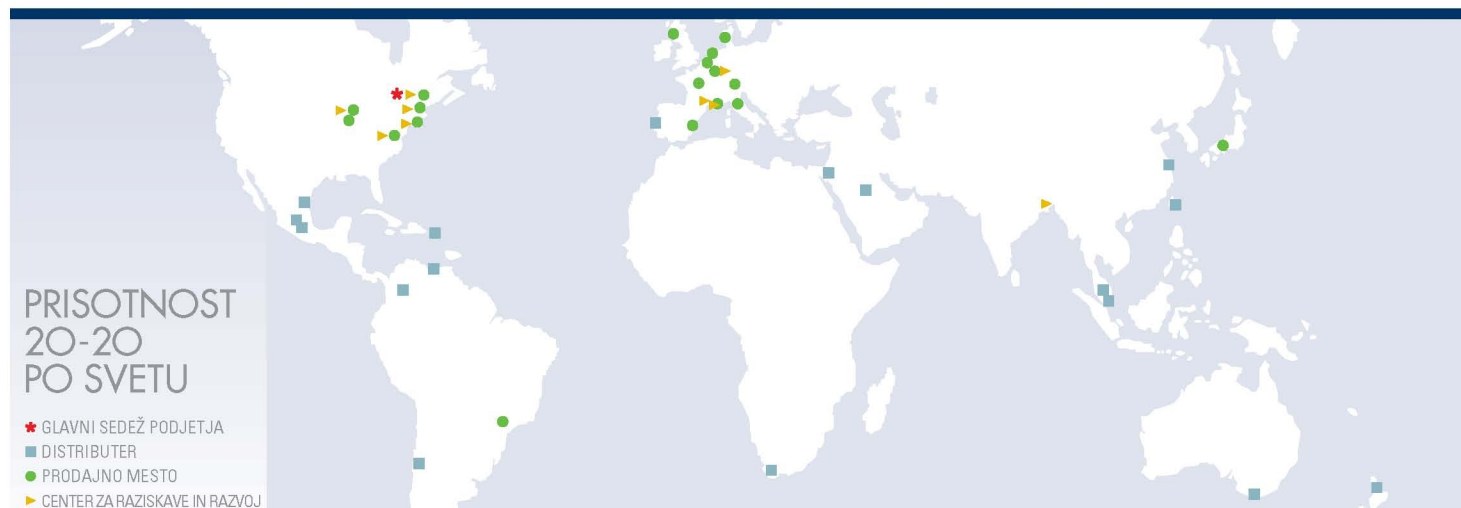 PRISOTNOST
20-20
PO SVETU
GLAVNI SEDEŽ PODJETJA
DISTRIBUTER
PRODAJNO MESTO
CENTER ZA RAZISKAVE IN RAZVOJ